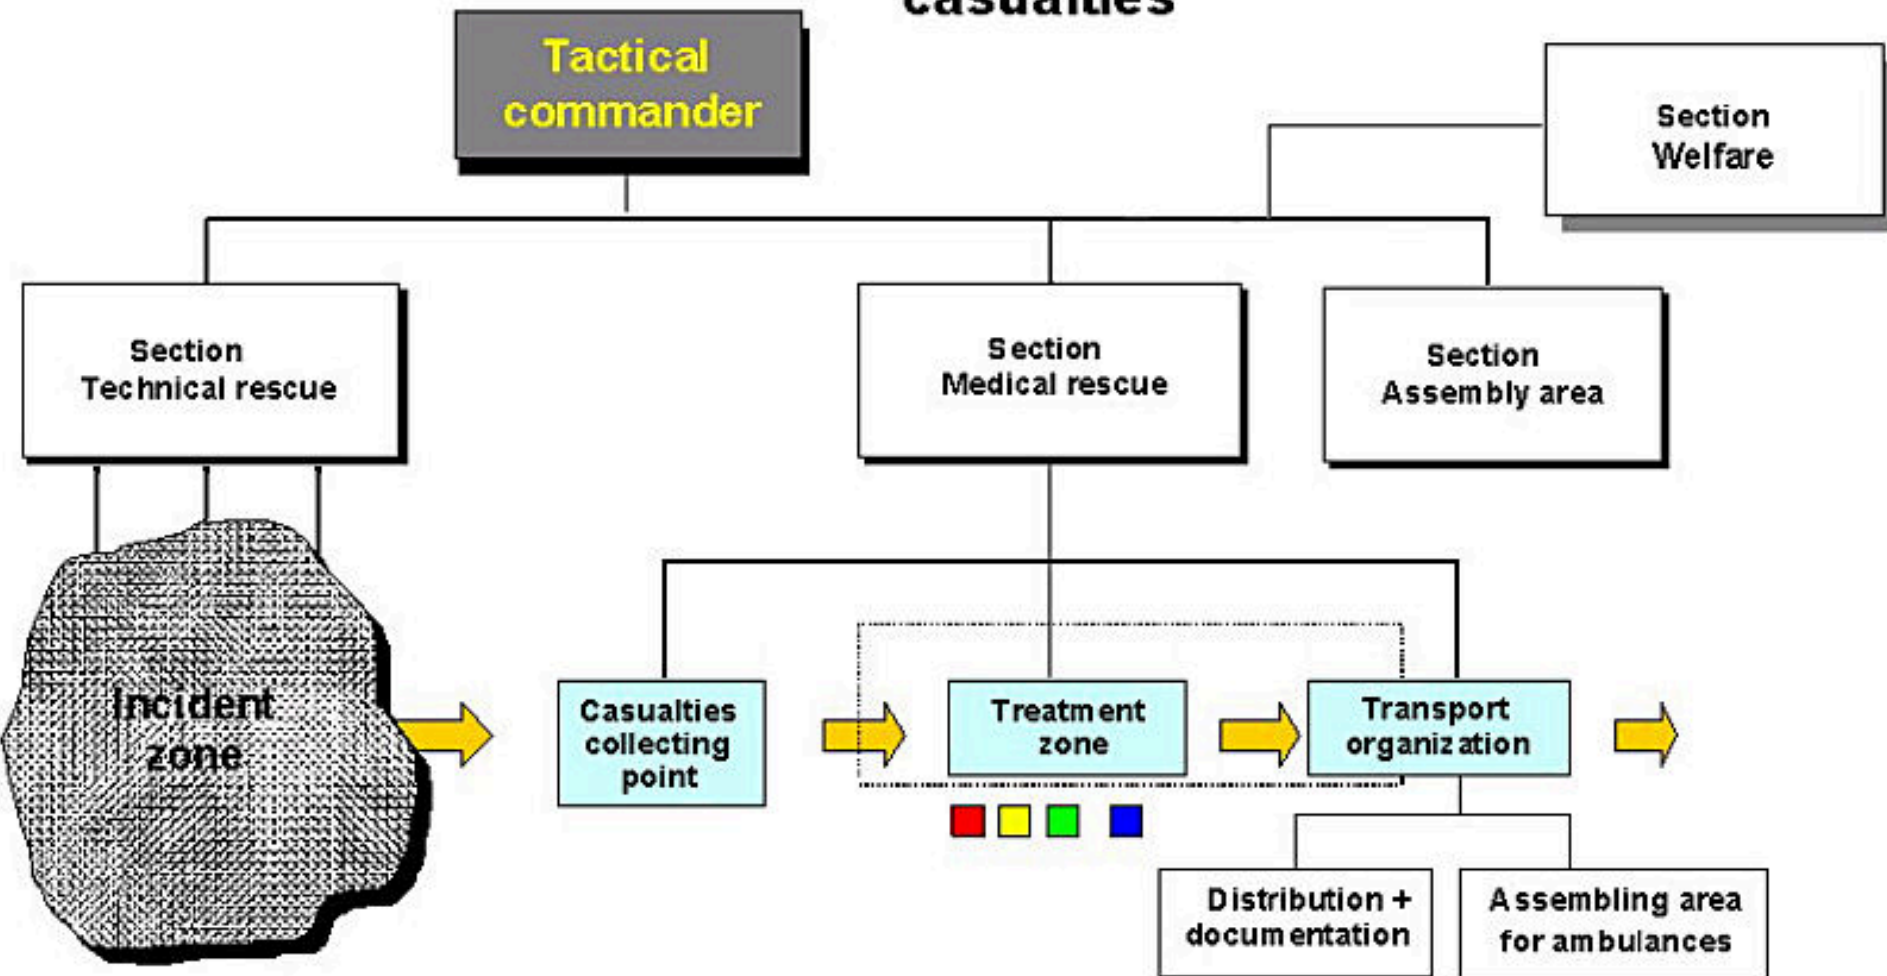 casualties
Tactical
commander
Section
Welfare
Section
Technical rescue
Section
Medical rescue
Section
Assembly area
Incident
zone
Casualties
collecting
point
Treatment
zone
Transport
organization
Distribution +
documentation
Assembling area
for ambulances